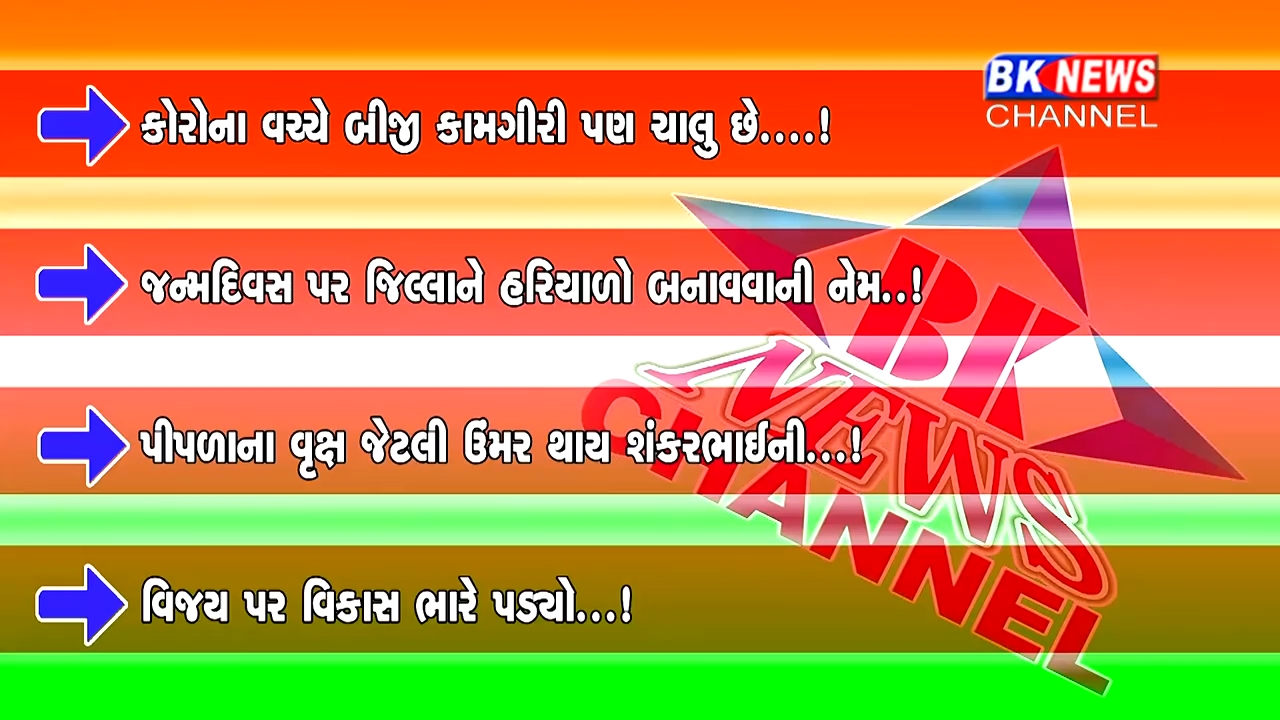 BK NEWS
CHANNEL
કોરોના વચ્ચે બીજી કામગીરી પણ ચાલુ છે....!
જન્મદિવસ પર જિલ્લાને હરિયાળો બનાવવાની નેમ..!
પીપળાના વૃક્ષ જેટલી ઉંમર થાય શંકરભાઈની...!
વિજય પર વિકાસ ભારે પડ્યો...!
BK
NEWS
CHANNEL